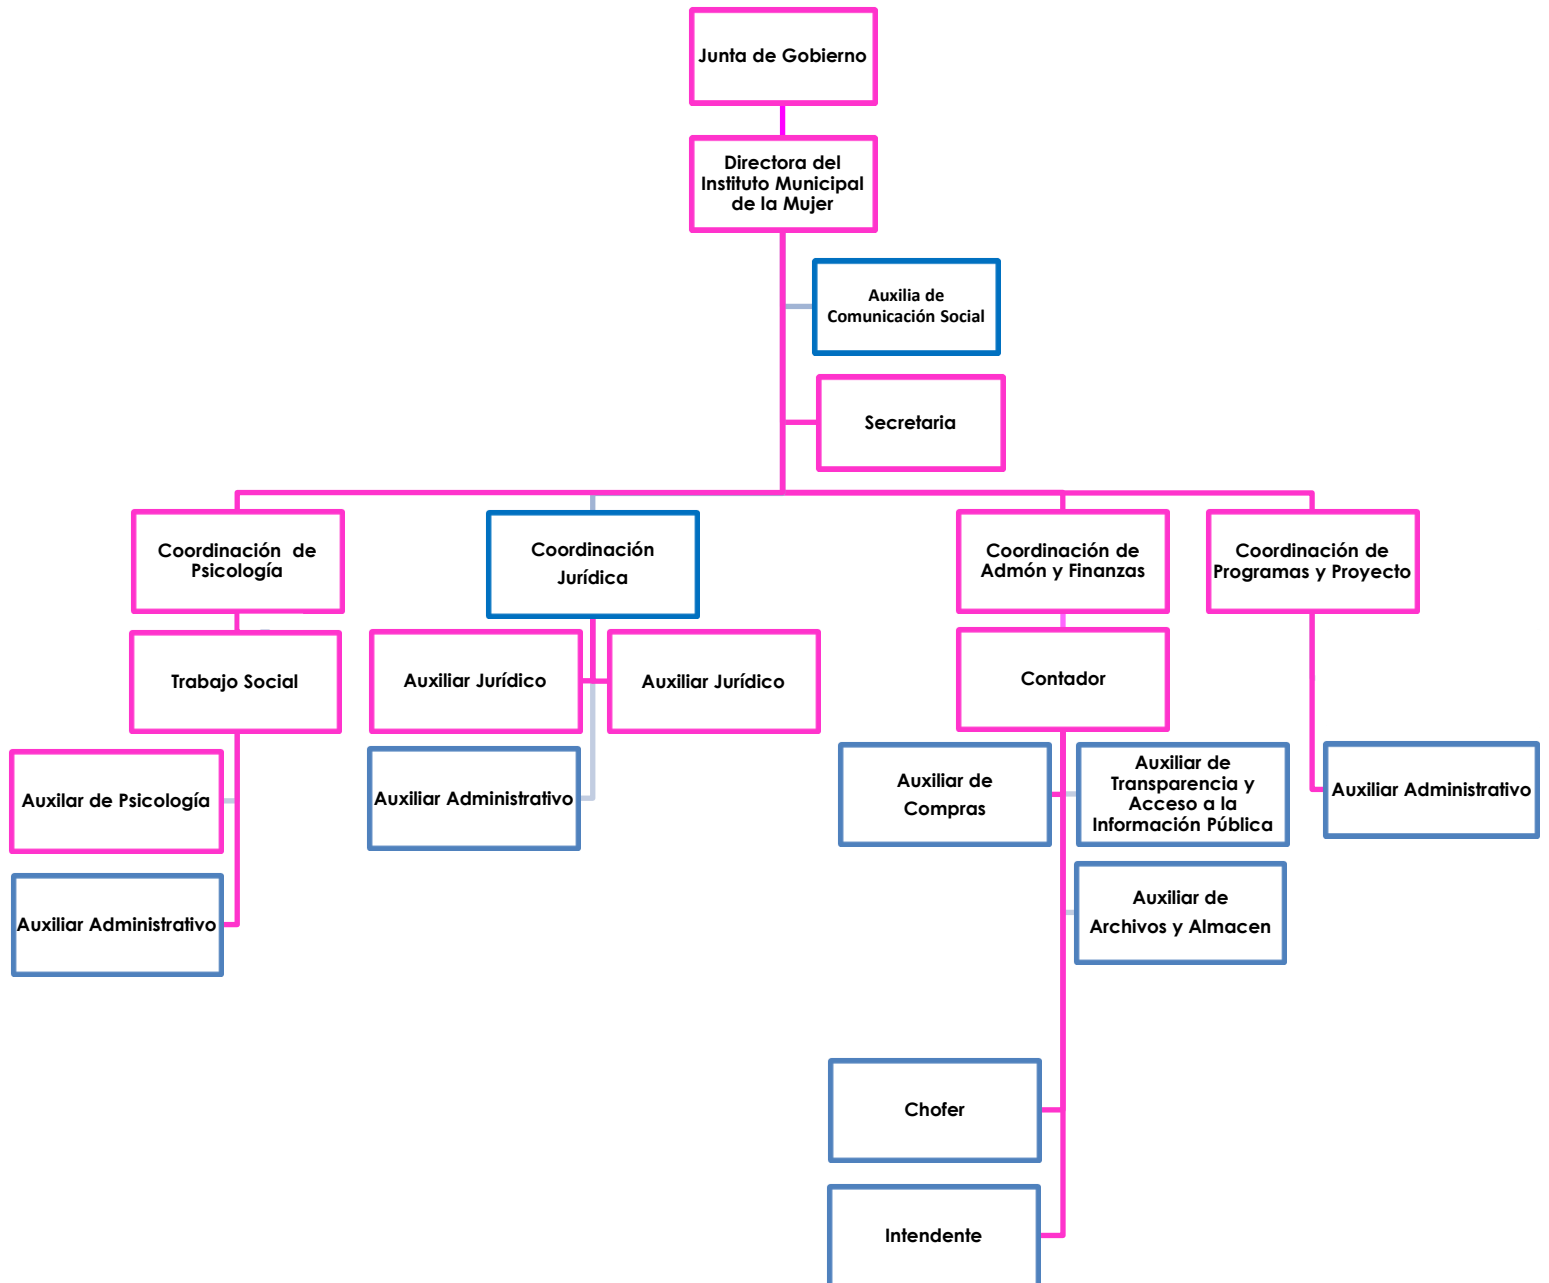 Junta de Gobierno
Directora del
Instituto Municipal
de la Mujer
Auxilia de
Comunicación Social
Secretaria
Coordinación de
Psicología
Coordinación
Jurídica
Coordinación de
Admón y Finanzas
Coordinación de
Programas y Proyecto
Trabajo Social
Auxiliar Jurídico
Auxiliar Jurídico
Contador
Auxilar de Psicología
Auxiliar Administrativo
Auxiliar de
Compras
Auxiliar de
Transparencia y
Acceso a la
Información Pública
Auxiliar Administrativo
Auxiliar Administrativo
Auxiliar de
Archivos y Almacen
Chofer
Intendente